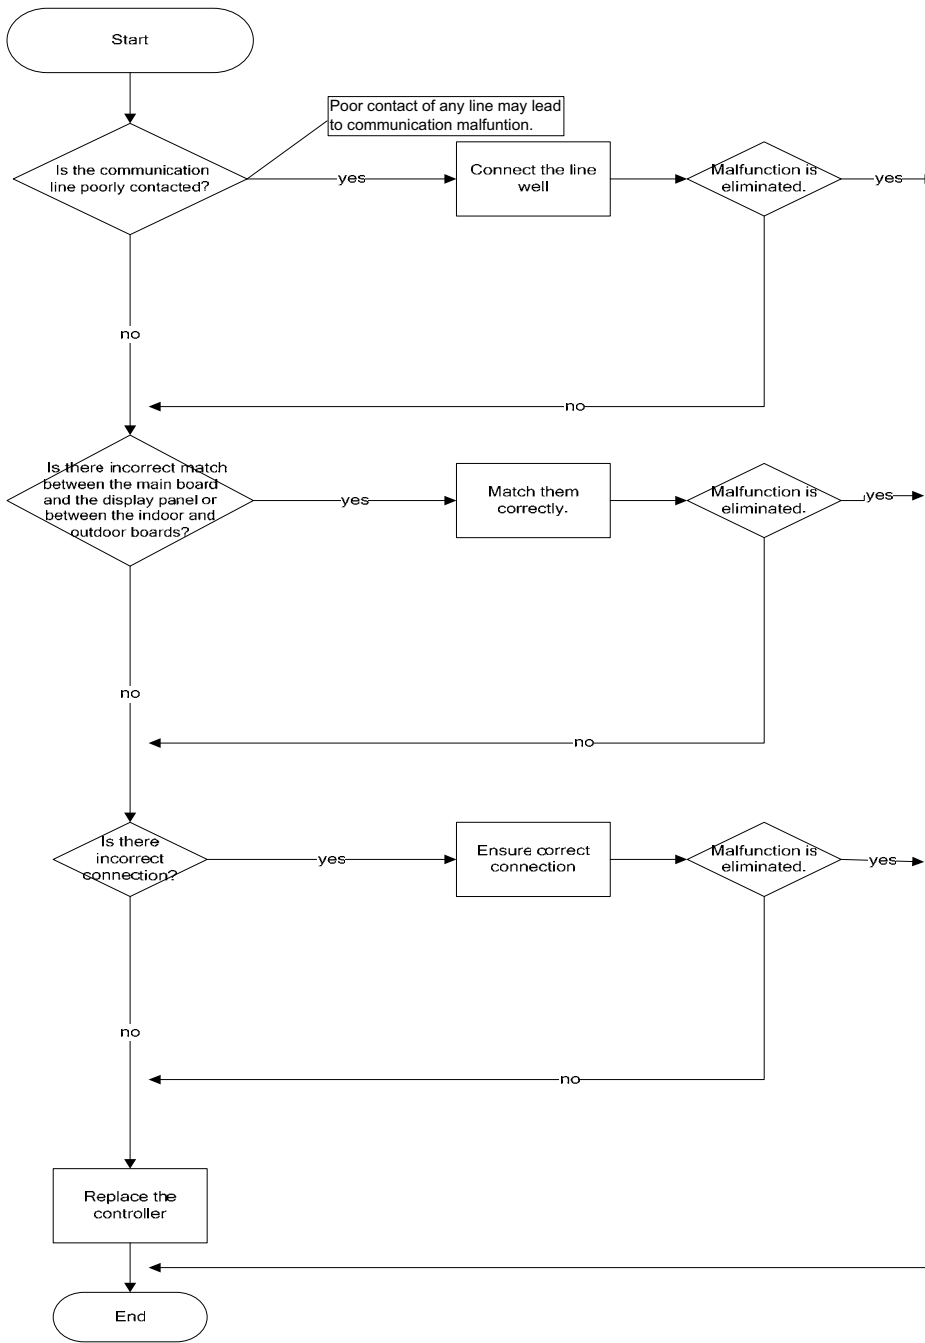 Start
Poor contact of any line may lead
to communication malfuntion.
Is the communication
line poorly contacted?
yes
Connect the line
well
Malfunction is
eliminated.
yes
no
no
Is there incorrect match
between the main board
and the display panel or
between the indoor and
outdoor boards?
yes
Match them
correctly.
Malfunction is
eliminated.
yes
no
no
Is there
incorrect
connection?
yes
Ensure correct
connection
Malfunction is
eliminated.
yes
no
no
Replace the
controller
End